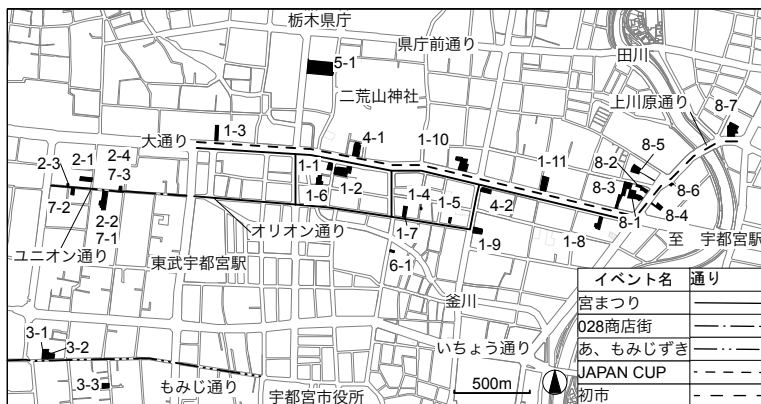 栃木県庁
県庁前通り
田川
5-1
上川原通り
二荒山神社
8-7
大通り
1-3
4-1
1-10
8-5
2-1
2-4
2-3
7-3
1-1
1-2
1-11
8-2
8-3
8-6
1-6
1-4
1-5
4-2
8-4
7-2
2-2
7-1
1-7
1-9
1-8
8-1
オリオン通り
至 宇都宮駅
ユニオン通り
東武宇都宮駅
6-1
釜川
いちょう通り
3-1
3-2
3-3
もみじ通り
宇都宮市役所
500m
イベント名 通り
宮まつり
028商店街
あ、もみじずき
JAPAN CUP
初市